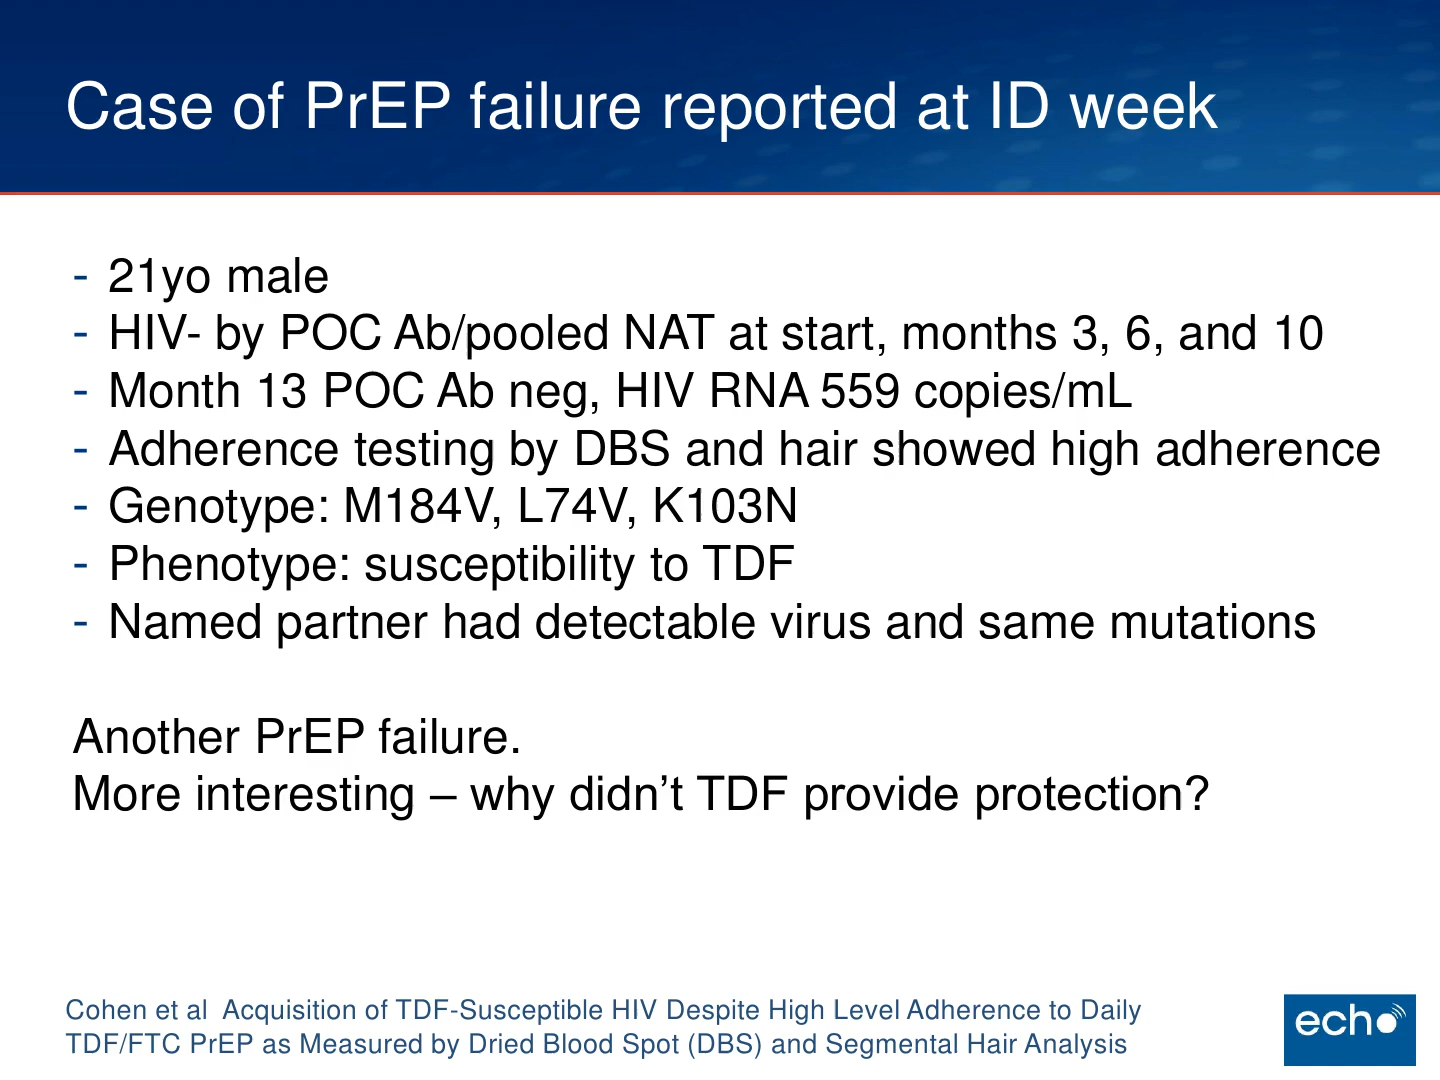 Case of PrEP failure reported at ID week
- 21yo male
- HIV- by POC Ab/pooled NAT at start, months 3, 6, and 10
- Month 13 POC Ab neg, HIV RNA 559 copies/mL
- Adherence testing by DBS and hair showed high adherence
- Genotype: M184V, L74V, K103N
- Phenotype: susceptibility to TDF
- Named partner had detectable virus and same mutations
Another PrEP failure.
More interesting – why didn’t TDF provide protection?
Cohen et al  Acquisition of TDF-Susceptible HIV Despite High Level Adherence to Daily
TDF/FTC PrEP as Measured by Dried Blood Spot (DBS) and Segmental Hair Analysis
echo